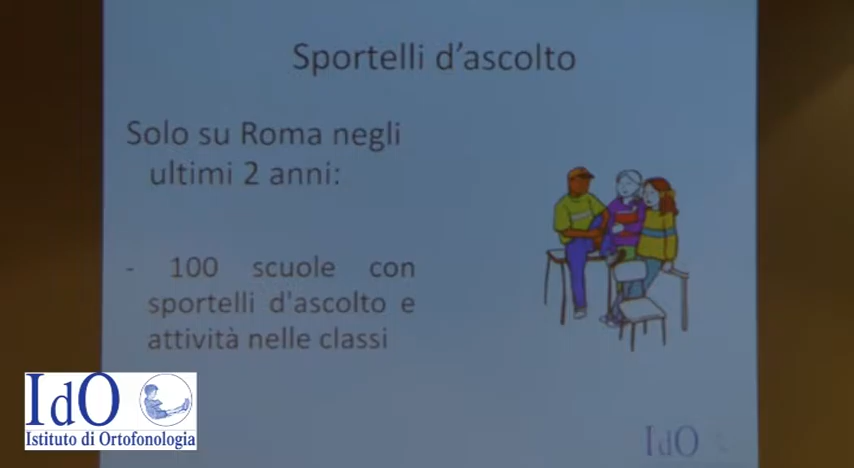 Sportelli d'ascolto
Solo su Roma negli
ultimi 2 anni:
- 100 scuole con
sportelli d'ascolto e
attività nelle classi
IdO
Istituto di Ortofonologia
IdO